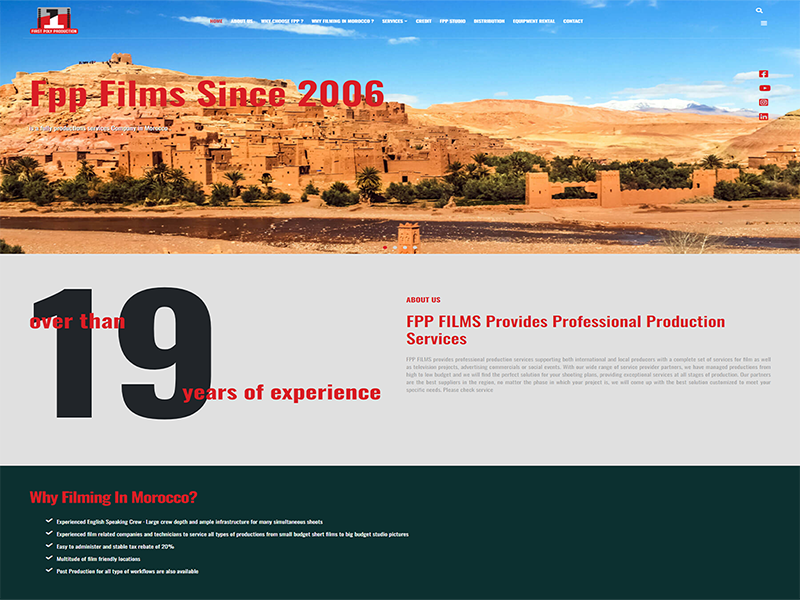 1
FIRST POLY PRODUCTION
HOME ABOUT US WHY CHOOSE FPP ? WHY FILMING IN MOROCCO ? SERVICES CREDIT FPP STUDIO DISTRIBUTION EQUIPMENT RENTAL CONTACT
Fpp Films Since 2006
productions services Company in Morocco
19
over than
years of experience
ABOUT US
FPP FILMS Provides Professional Production
Services
FPP FILMS provides professional production services supporting both international and local producers with a complete set of services for film as well
as television projects, advertising commercials or social events. With our wide range of service provider partners, we have managed productions from
high to low budget and we will find the perfect solution for your shooting plans, providing exceptional services at all stages of production. Our partners
are the best suppliers in the region, no matter the phase in which your project is, we will come up with the best solution customized to meet your
specific needs. Please check service
Why Filming In Morocco?
Experienced English Speaking Crew - Large crew depth and ample infrastructure for many simultaneous sheets
Experienced film related companies and technicians to service all types of productions from small budget short films to big budget studio pictures
Easy to administer and stable tax rebate of 20%
Multitude of film friendly locations
Post Production for all type of workflows are also available